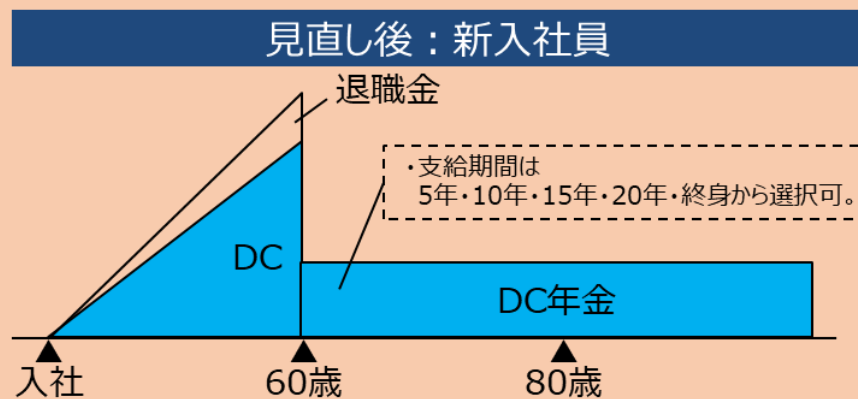 見直し後：新入社員
退職金
・支給期間は
5年・10年・15年・20年・終身から選択可。
DC
DC年金
入社
60歳
80歳